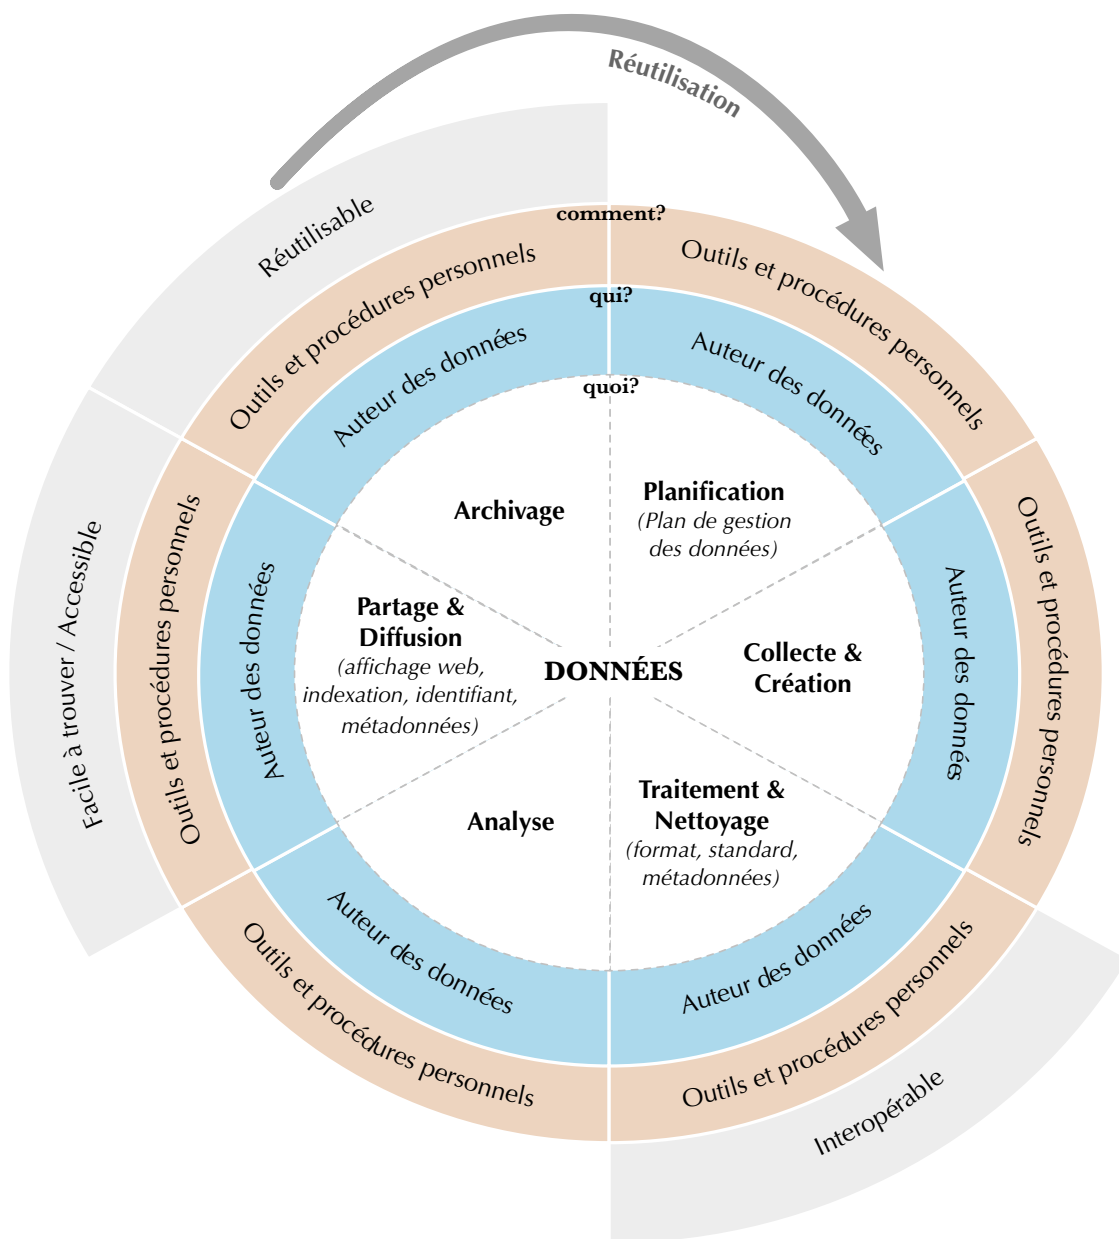 Réutilisation
Réutilisable
comment?
Outils et procédures personnels
Outils et procédures personnels
qui?
Auteur des données
Auteur des données
quoi?
Archivage
Planification
(Plan de gestion
des données)
Facile à trouver / Accessible
Outils et procédures personnels
Auteur des données
Partage &
Diffusion
(affichage web,
indexation, identifiant,
métadonnées)
DONNÉES
Collecte &
Création
Auteur des données
Outils et procédures personnels
Analyse
Traitement &
Nettoyage
(format, standard,
métadonnées)
Auteur des données
Auteur des données
Outils et procédures personnels
Outils et procédures personnels
Interopérable